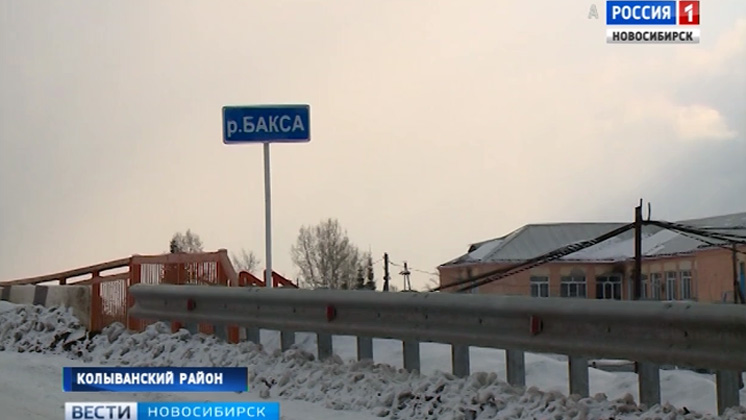 А РОССИЯ 1
НОВОСИБИРСК
р.БАКСА
КОЛЫВАНСКИЙ РАЙОН
ВЕСТИ НОВОСИБИРСК